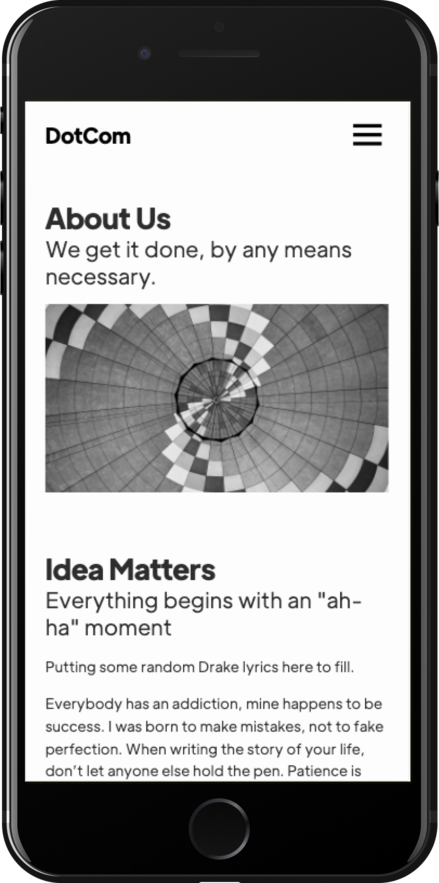 DotCom
About Us
We get it done, by any means
necessary.
Idea Matters
Everything begins with an "ah-
ha" moment
Putting some random Drake lyrics here to fill.
Everybody has an addiction, mine happens to be
success. I was born to make mistakes, not to fake
perfection. When writing the story of your life,
don’t let anyone else hold the pen. Patience is